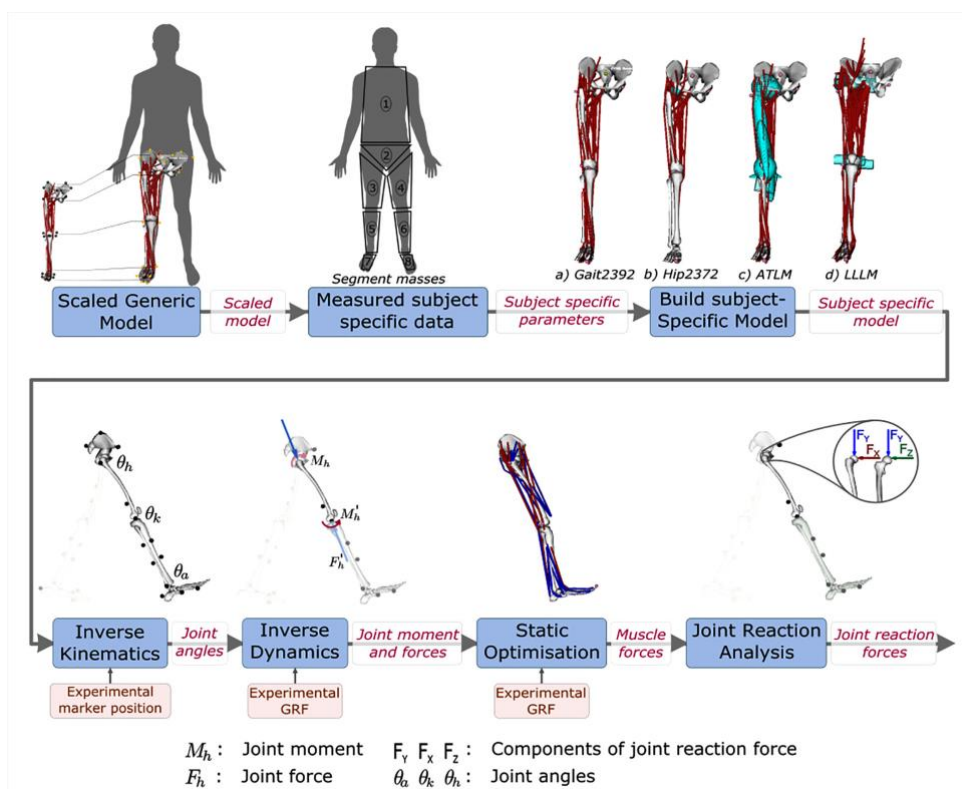 1
2
3 4
5 6
7 8
Segment masses
a) Gait2392 b) Hip2372 c) ATLM d) LLLM
Scaled Generic
Model
Scaled
model
Measured subject
specific data
Subject specific
parameters
Build subject-
Specific Model
Subject specific
model
θh
θk
θa
Mh
M'h
F'h
FY FY
FX FZ
Inverse
Kinematics
Joint
angles
Inverse
Dynamics
Joint moment
and forces
Static
Optimisation
Muscle
forces
Joint Reaction
Analysis
Joint reaction
forces
Experimental
marker position
Experimental
GRF
Experimental
GRF
Mh : Joint moment FY FX FZ : Components of joint reaction force
Fh : Joint force θa θk θh : Joint angles